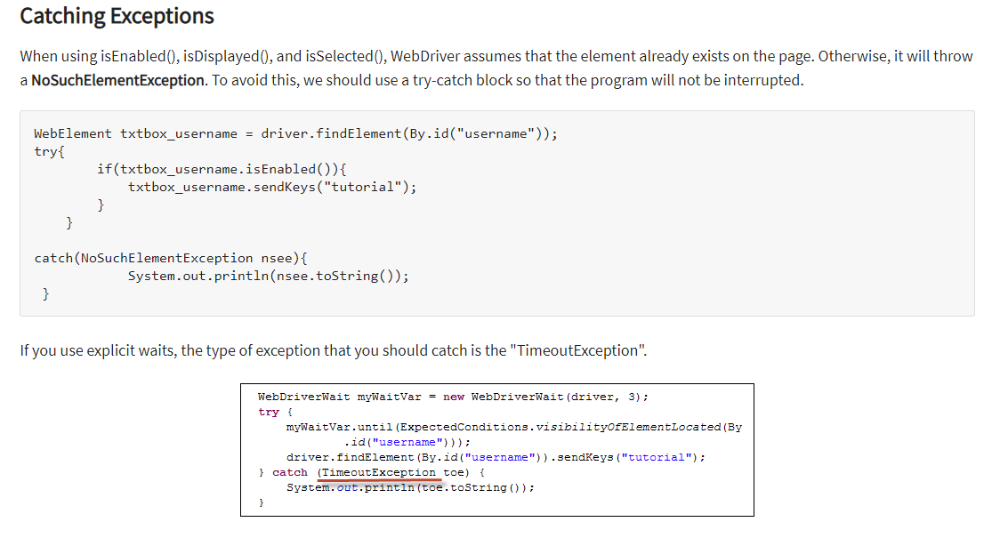 Catching Exceptions
When using isEnabled(), isDisplayed(), and isSelected(), WebDriver assumes that the element already exists on the page. Otherwise, it will throw
a NoSuchElementException. To avoid this, we should use a try-catch block so that the program will not be interrupted.
WebElement txtbox_username = driver.findElement(By.id("username"));
try{
        if(txtbox_username.isEnabled()){
            txtbox_username.sendKeys("tutorial");
        }
    }
catch(NoSuchElementException nsee){
            System.out.println(nsee.toString());
 }
If you use explicit waits, the type of exception that you should catch is the "TimeoutException".
WebDriverWait myWaitVar = new WebDriverWait(driver, 3);
try {
    myWaitVar.until(ExpectedConditions.visibilityOfElementLocated(By
            .id("username")));
    driver.findElement(By.id("username")).sendKeys("tutorial");
} catch (TimeoutException toe) {
    System.out.println(toe.toString());
}